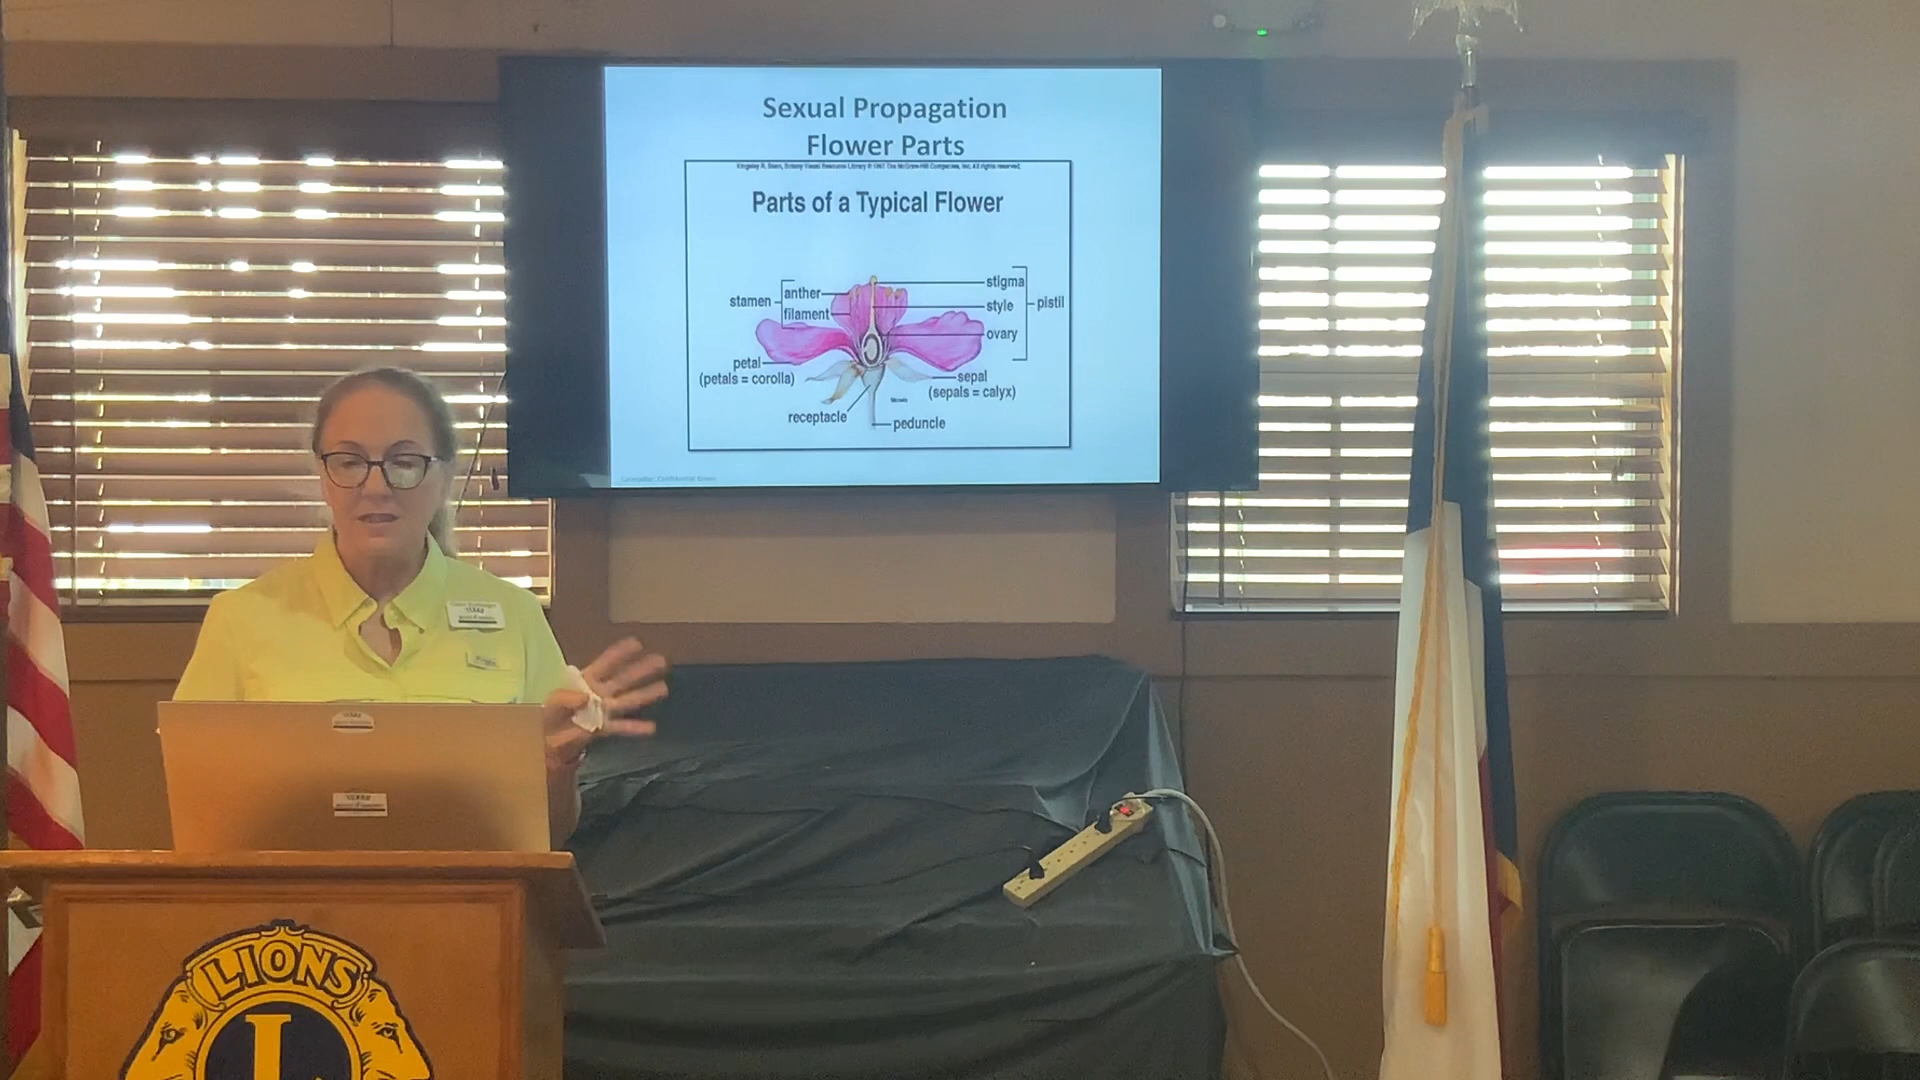 Sexual Propagation
Flower Parts
Parts of a Typical Flower
stamen
anther
filament
petal
(petals = corolla)
receptacle
stigma
style
ovary
pistil
sepal
(sepals = calyx)
peduncle
LIONS
L